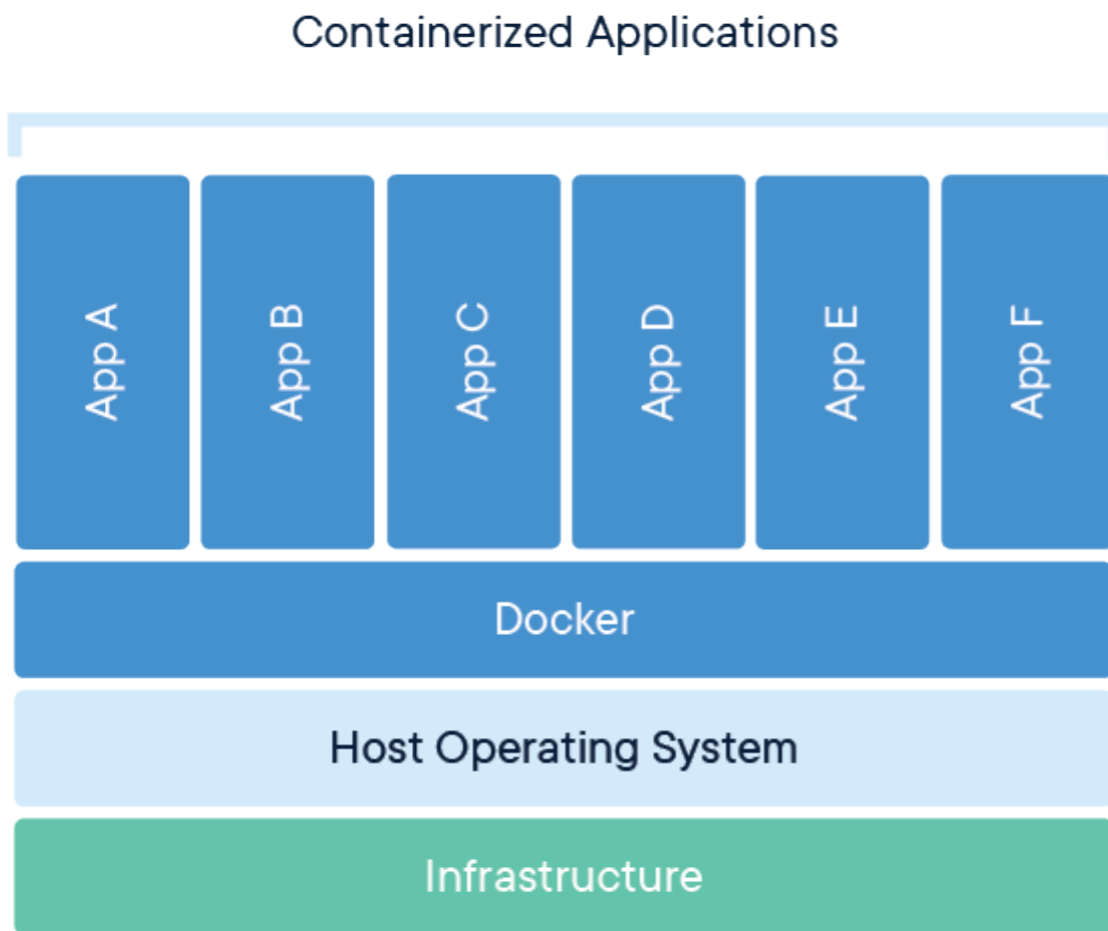 Containerized Applications
App A
App B
App C
App D
App E
App F
Docker
Host Operating System
Infrastructure